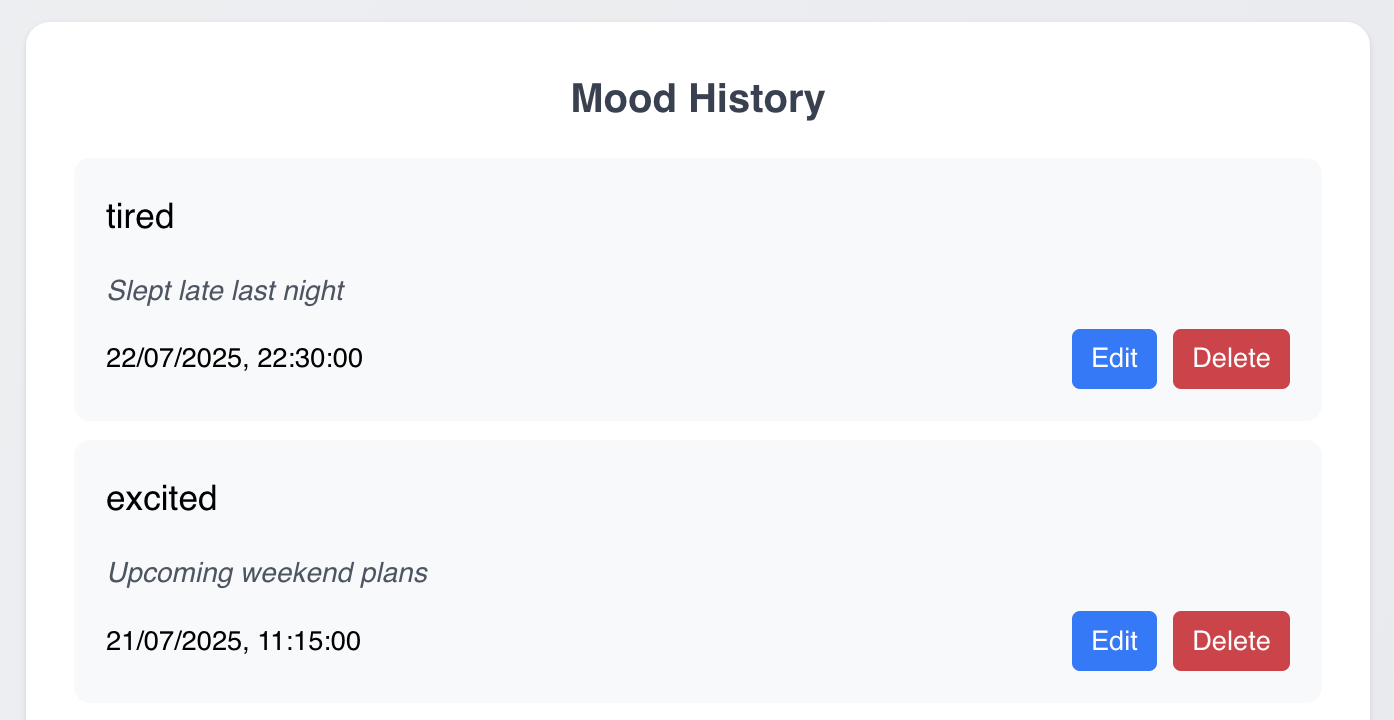 Mood History
tired
Slept late last night
22/07/2025, 22:30:00
Edit
Delete
excited
Upcoming weekend plans
21/07/2025, 11:15:00
Edit
Delete